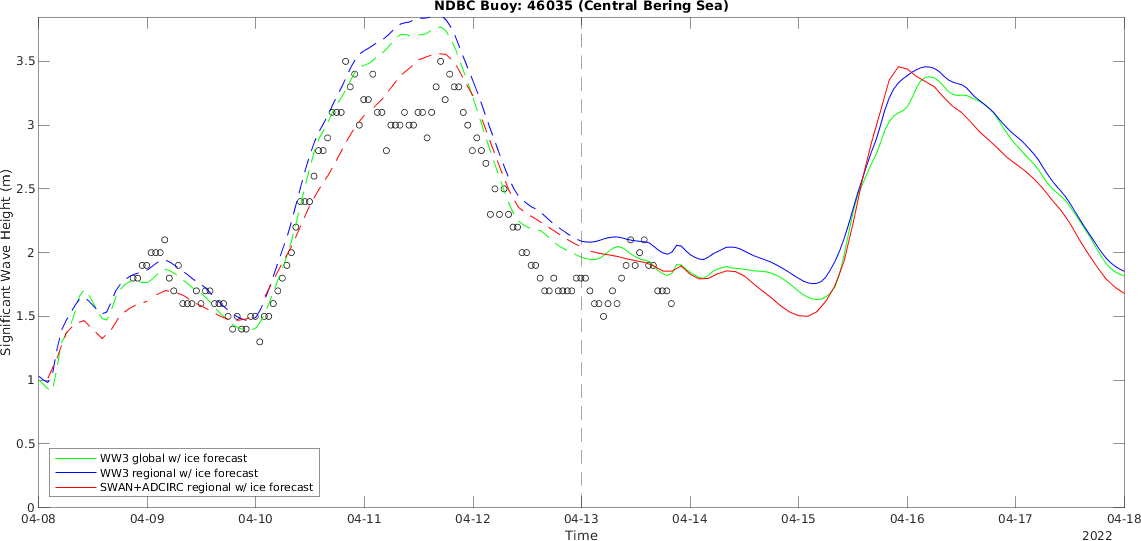 NDBC Buoy: 46035 (Central Bering Sea)
Significant Wave Height (m)
3.5
3
2.5
2
1.5
1
0.5
0
WW3 global w/ ice forecast
WW3 regional w/ ice forecast
SWAN+ADCIRC regional w/ ice forecast
04-08 04-09 04-10 04-11 04-12 04-13 04-14 04-15 04-16 04-17 04-18
Time
2022